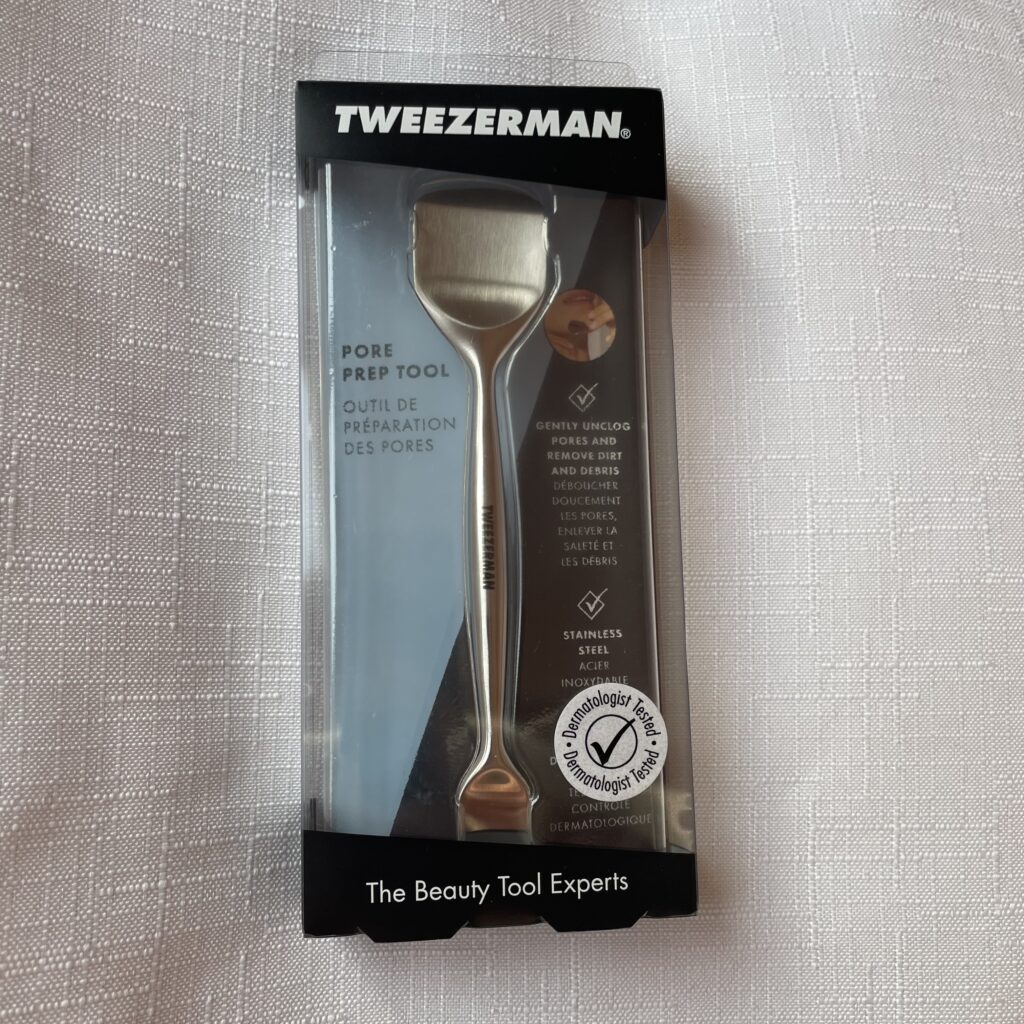 TWEEZERMAN®
PORE
PREP TOOL
OUTIL DE
PRÉPARATION
DES PORES
TWEEZERMAN
GENTLY UNCLOG
PORES AND
REMOVE DIRT
AND DEBRIS
DÉBOUCHER
DOUCEMENT
LES PORES,
ENLEVER LA
SALETÉ ET
LES DÉBRIS
STAINLESS
STEEL
ACIER
INOXYDABLE
Dermatologist Tested
Dermatologist Tested
CONTRÔLE
DERMATOLOGIQUE
The Beauty Tool Experts